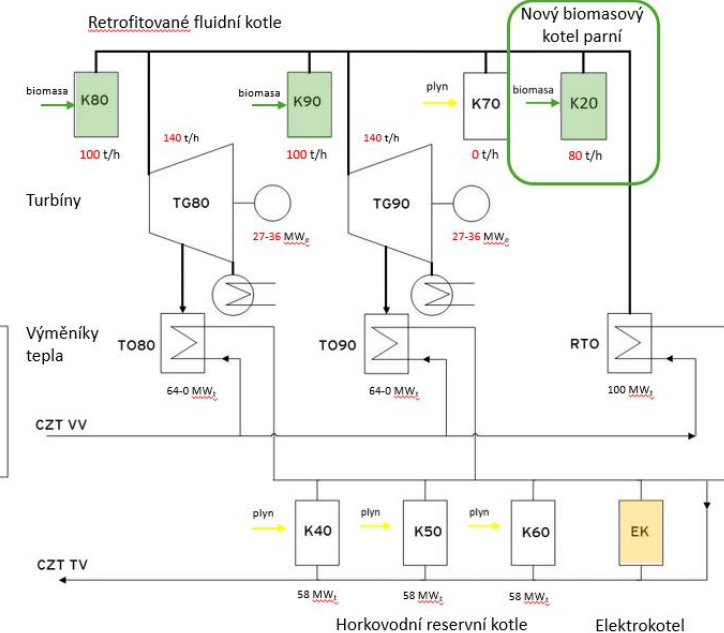 Retrofitované fluidní kotle
Nový biomasový
kotel parní
biomasa
K80
biomasa
K90
plyn
K70
biomasa
K20
100 t/h
140 t/h
100 t/h
140 t/h
0 t/h
80 t/h
Turbíny
TG80
TG90
27-36 MWe
27-36 MWe
Výměníky
tepla
TO80
TO90
RTO
64-0 MWt
64-0 MWt
100 MWt
CZT VV
plyn
K40
plyn
K50
plyn
K60
EK
CZT TV
58 MWt
58 MWt
58 MWt
Horkovodní reservní kotle
Elektrokotel